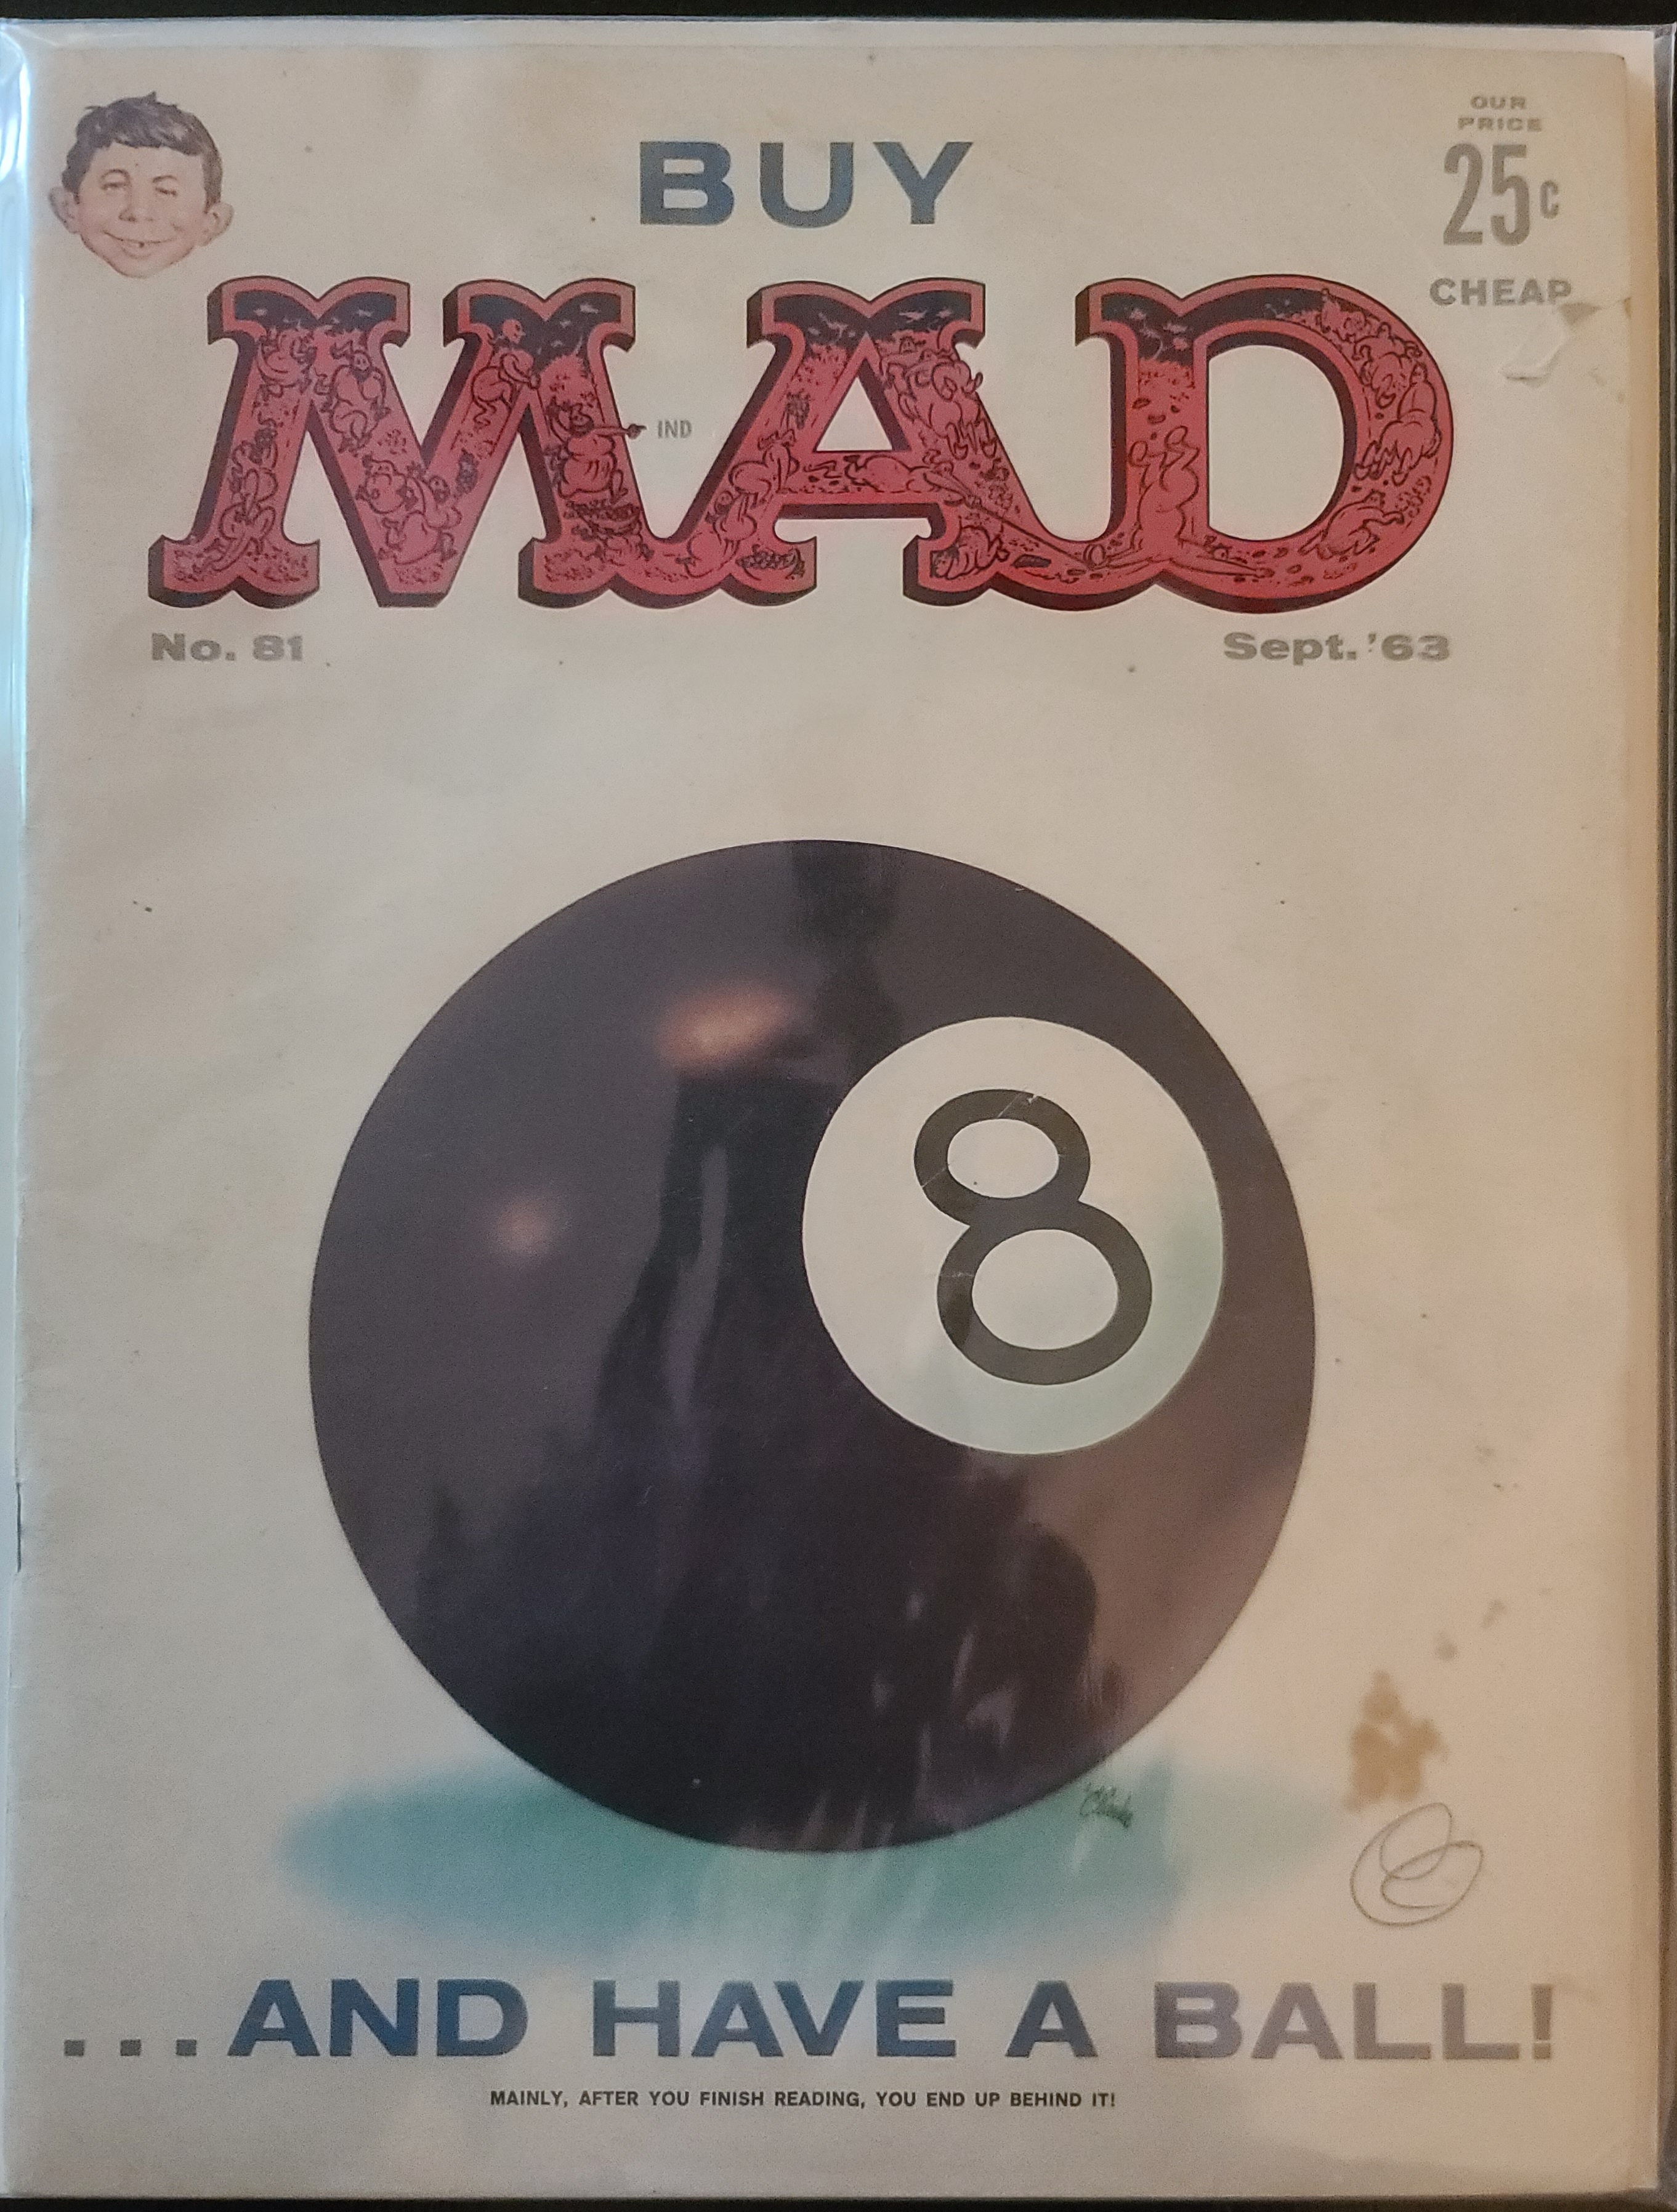 BUY
OUR
PRICE
25c
CHEAP
MAD
IND
No. 81
Sept. '63
8
...AND HAVE A BALL!
MAINLY, AFTER YOU FINISH READING, YOU END UP BEHIND IT!